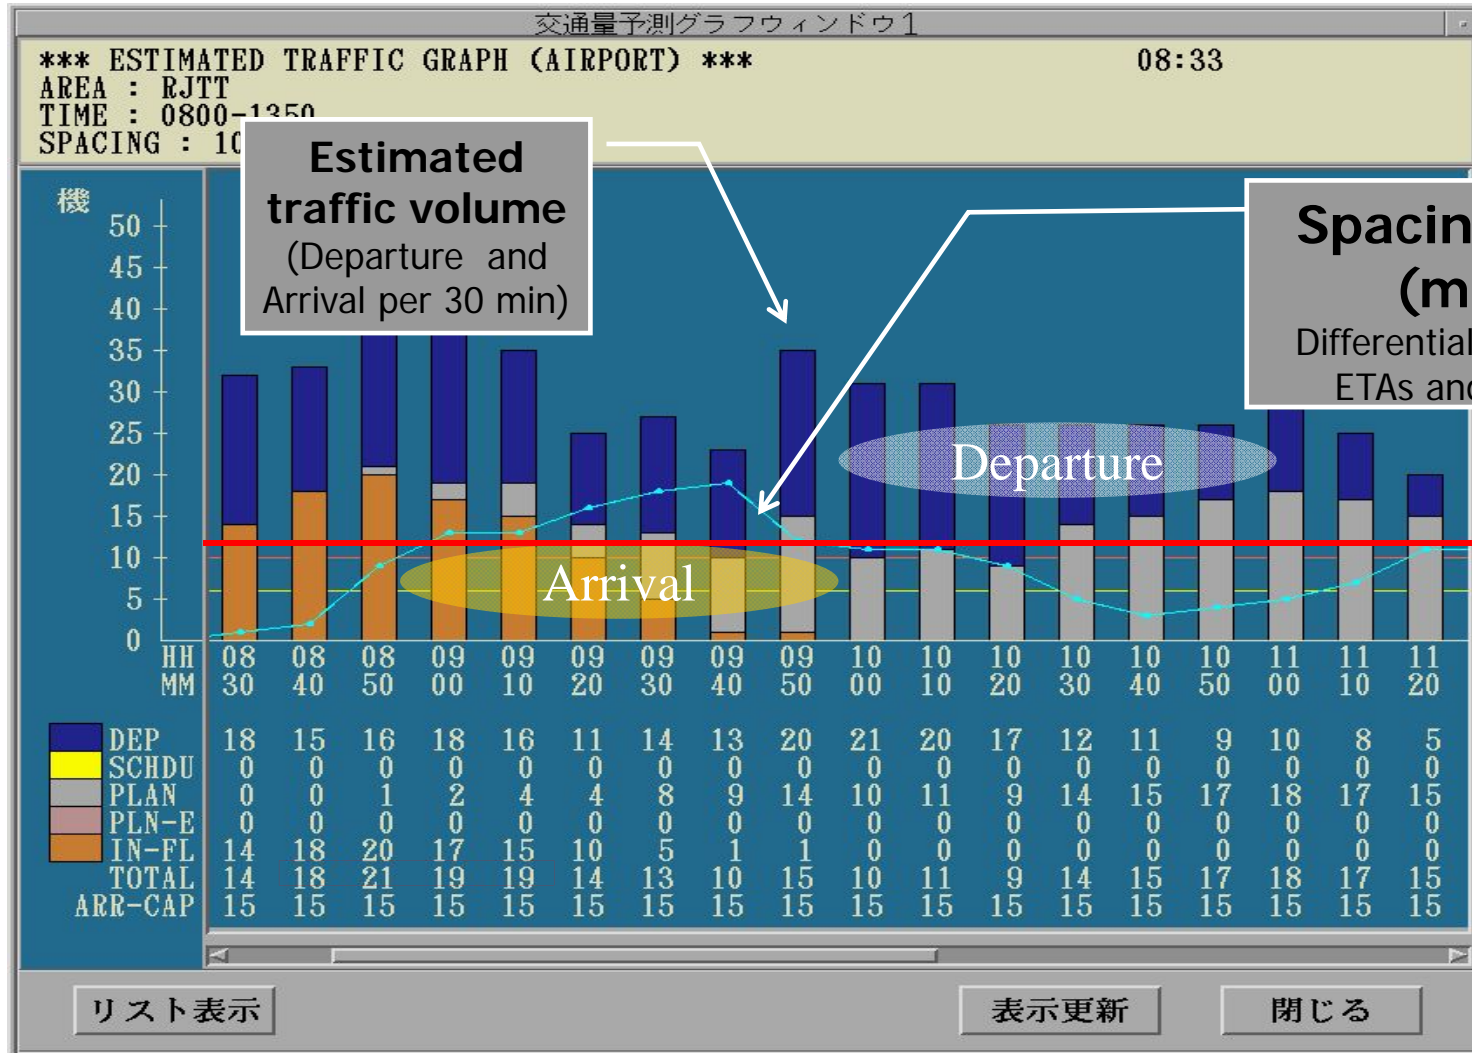 交通量予測グラフウィンドウ1
*** ESTIMATED TRAFFIC GRAPH (AIRPORT) *** 08:33
AREA : RJTT
TIME : 0800-1350
SPACING : 10
Estimated
traffic volume
(Departure and
Arrival per 30 min)
Spacin
(m
Differential
ETAs and
機
50
45
40
35
30
25
20
15
10
5
0
Departure
Arrival
HH 08 08 08 09 09 09 09 09 09 10 10 10 10 10 10 11 11 11
MM 30 40 50 00 10 20 30 40 50 00 10 20 30 40 50 00 10 20
DEP 18 15 16 18 16 11 14 13 20 21 20 17 12 11 9 10 8 5
SCHDU 0 0 0 0 0 0 0 0 0 0 0 0 0 0 0 0 0 0
PLAN 0 0 1 2 4 4 8 9 14 10 11 9 14 15 17 18 17 15
PLN-E 0 0 0 0 0 0 0 0 0 0 0 0 0 0 0 0 0 0
IN-FL 14 18 20 17 15 10 5 1 1 0 0 0 0 0 0 0 0 0
TOTAL 14 18 21 19 19 14 13 10 15 10 11 9 14 15 17 18 17 15
ARR-CAP 15 15 15 15 15 15 15 15 15 15 15 15 15 15 15 15 15 15
リスト表示
表示更新
閉じる